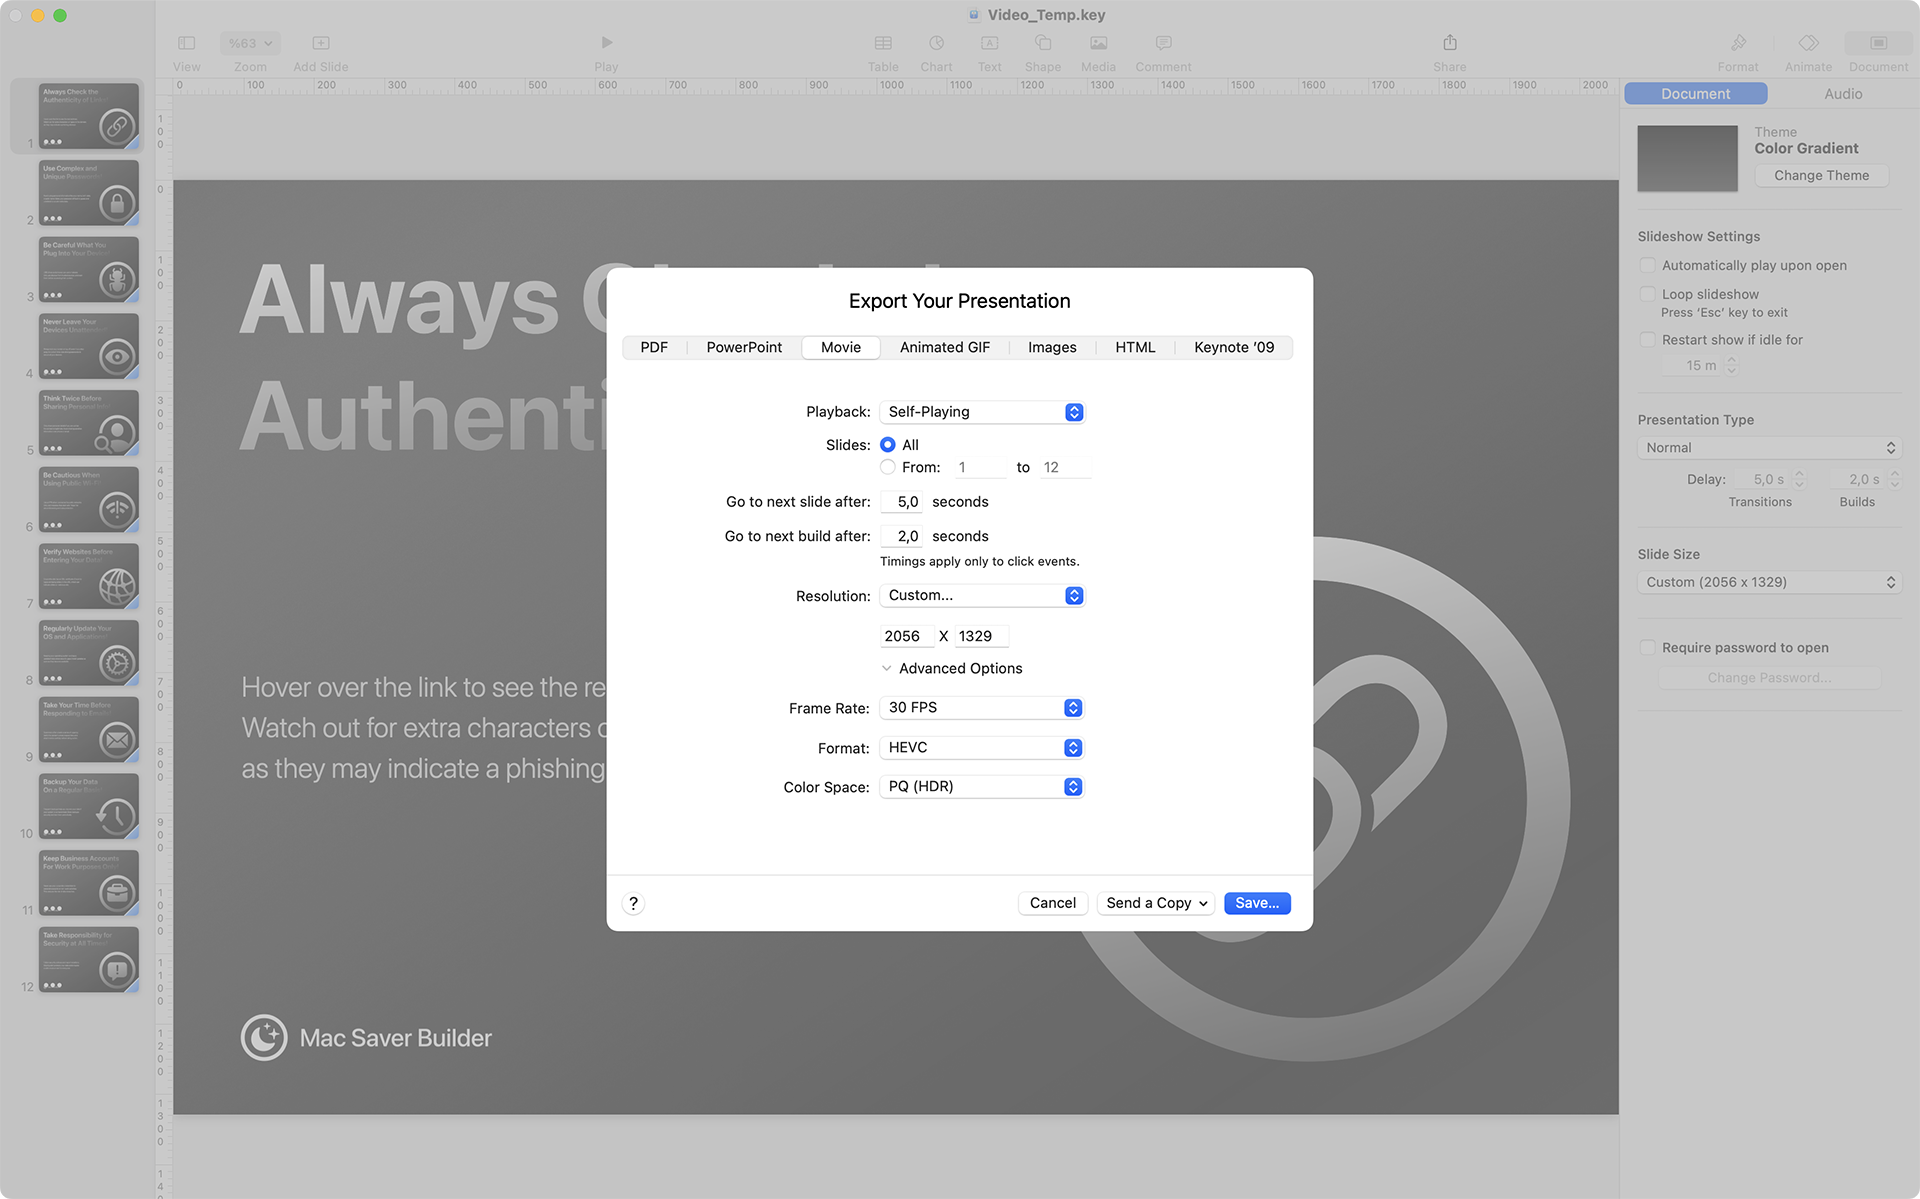 Video_Temp.key
View
%63
Zoom
Add Slide
Play
Table
Chart
Text
Shape
Media
Comment
Share
Format
Animate
Document
0 100 200 300 400 500 600 700 800 900 1000 1100 1200 1300 1400 1500 1600 1700 1800 1900 2000
Always Check the
Authenticity of Link
1
Use Complex and
Unique Passwords
2
Be Careful What You
Plug Into Your Device
3
Never Leave Your
Devices Unattended
4
Think Twice Before
Sharing Personal Info
5
Be Cautious When
Using Public Wi-Fi
6
Verify Websites Before
Entering Your Data
7
Regularly Update Your
OS and Applications
8
Take Your Time Before
Responding to Emails
9
Backup Your Data
On a Regular Basis
10
Keep Business Accounts
For Work Purposes Only
11
Take Responsibility for
Security at All Times
12
Always
Authenti
Hover over the link to see the re
Watch out for extra characters
as they may indicate a phishing
Mac Saver Builder
Export Your Presentation
PDF
PowerPoint
Movie
Animated GIF
Images
HTML
Keynote ’09
Playback: Self-Playing
Slides: All
From: 1 to 12
Go to next slide after: 5,0 seconds
Go to next build after: 2,0 seconds
Timings apply only to click events.
Resolution: Custom...
2056 X 1329
Advanced Options
Frame Rate: 30 FPS
Format: HEVC
Color Space: PQ (HDR)
?
Cancel
Send a Copy
Save...
Document
Audio
Theme
Color Gradient
Change Theme
Slideshow Settings
Automatically play upon open
Loop slideshow
Press ‘Esc’ key to exit
Restart show if idle for
15 m
Presentation Type
Normal
Delay: 5,0 s 2,0 s
Transitions Builds
Slide Size
Custom (2056 x 1329)
Require password to open
Change Password...